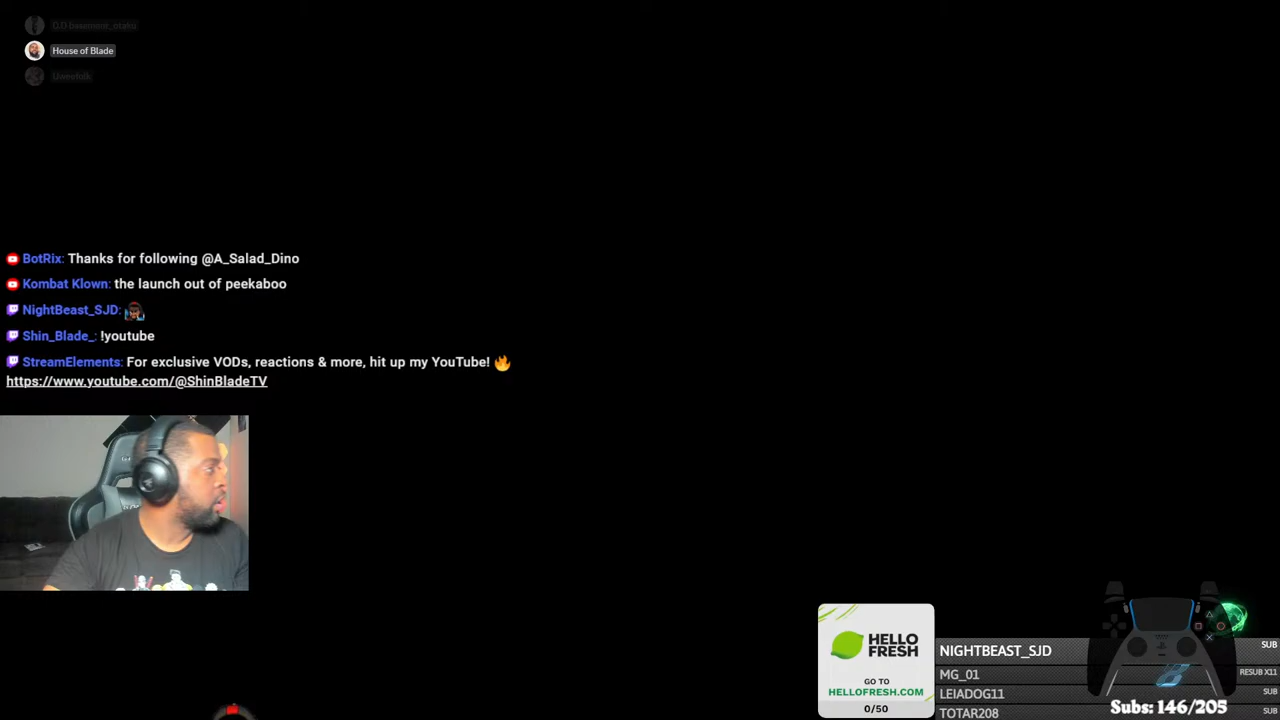 O.D basement_otaku
House of Blade
Uweefolk
BotRix: Thanks for following @A_Salad_Dino
Kombat Klown: the launch out of peekaboo
NightBeast_SJD:
Shin_Blade_: !youtube
StreamElements: For exclusive VODs, reactions & more, hit up my YouTube! 🔥
https://www.youtube.com/@ShinBladeTV
HELLO
FRESH
GO TO
HELLOFRESH.COM
0/50
NIGHTBEAST_SJD SUB
MG_01 RESUB X11
LEIADOG11 SUB
TOTAR208 SUB
Subs: 146/205